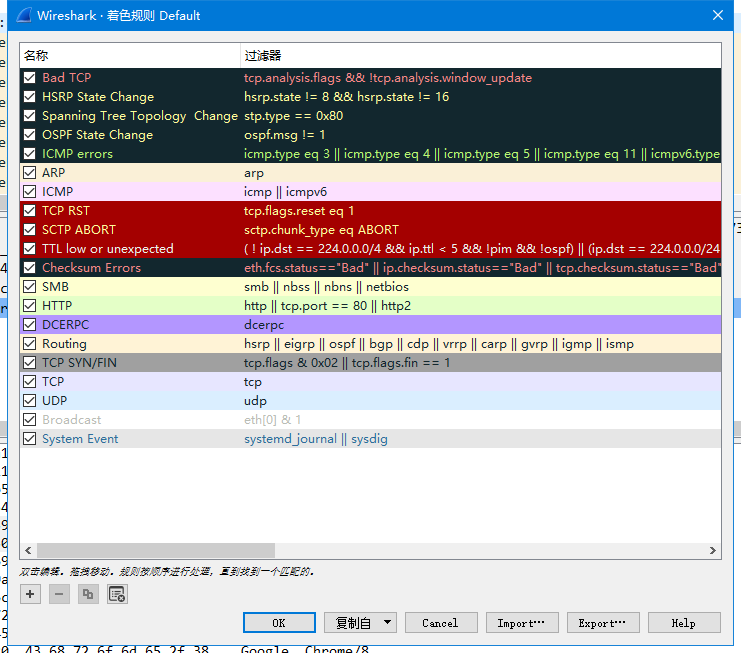 Wireshark · 着色规则 Default
名称 过滤器
Bad TCP tcp.analysis.flags && !tcp.analysis.window_update
HSRP State Change hsrp.state != 8 && hsrp.state != 16
Spanning Tree Topology Change stp.type == 0x80
OSPF State Change ospf.msg != 1
ICMP errors icmp.type eq 3 || icmp.type eq 4 || icmp.type eq 5 || icmp.type eq 11 || icmpv6.type
ARP arp
ICMP icmp || icmpv6
TCP RST tcp.flags.reset eq 1
SCTP ABORT sctp.chunk_type eq ABORT
TTL low or unexpected ( ! ip.dst == 224.0.0.0/4 && ip.ttl < 5 && !pim && !ospf) || (ip.dst == 224.0.0.0/24
Checksum Errors eth.fcs.status=="Bad" || ip.checksum.status=="Bad" || tcp.checksum.status=="Bad"
SMB smb || nbss || nbns || netbios
HTTP http || tcp.port == 80 || http2
DCERPC dcerpc
Routing hsrp || eigrp || ospf || bgp || cdp || vrrp || carp || gvrp || igmp || ismp
TCP SYN/FIN tcp.flags & 0x02 || tcp.flags.fin == 1
TCP tcp
UDP udp
Broadcast eth[0] & 1
System Event systemd_journal || sysdig
双击编辑。拖拽移动。规则按顺序进行处理，直到找到一个匹配的。
OK 复制自 Cancel Import… Export… Help
43 68 72 6f 6d 65 2f 38 Google Chrome/8